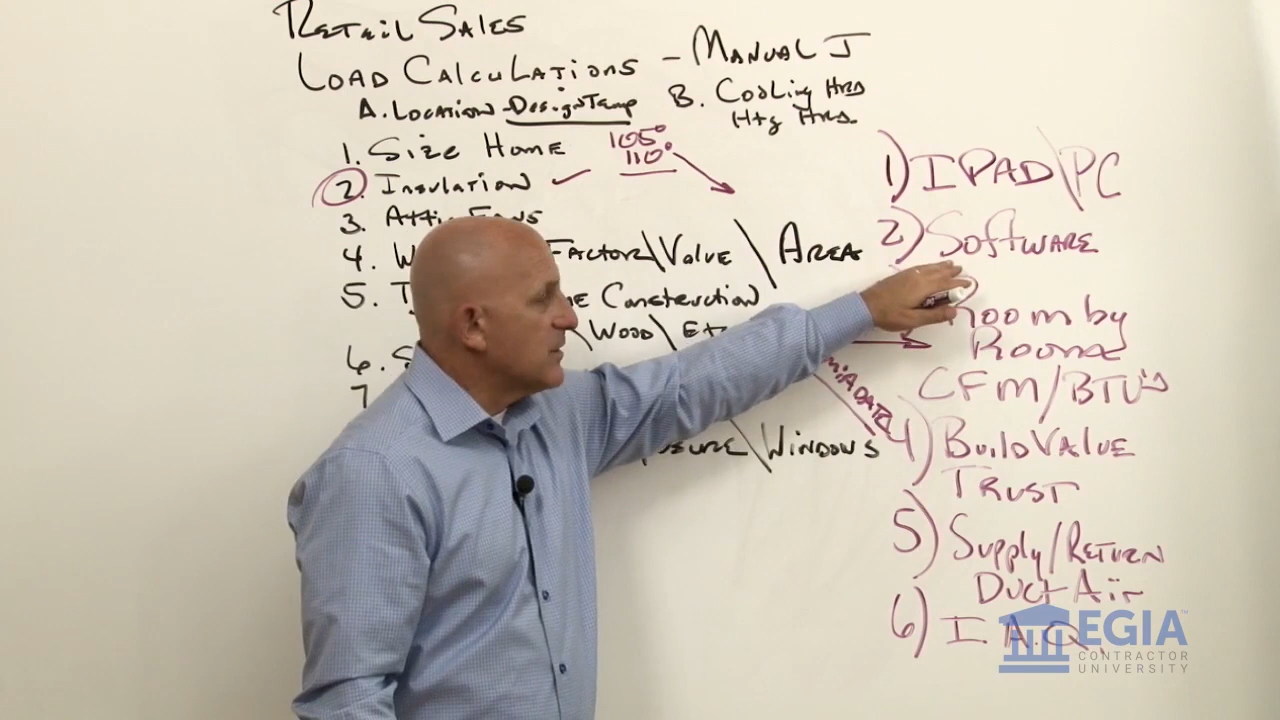 RETAIL SALES
LOAD CALCULATIONS - MANUAL J
A. LOCATION - Design Temp
B. Cooling HRS
Htg HRS
1. Size Home
105°
110°
2. Insulation ✓
3. Attic Fans
4. W Factor\Value \ AREA
5. T Construction
\Wood\Etc
6. S
7
\WINDOWS
1) IPAD\PC
2) SOFTWARE
Room by
Rooms
CFM/BTU's
4) Build Value
TRUST
5) Supply/RETURN
Duct Air
6) I.A.Q.
EGIA™
CONTRACTOR
UNIVERSITY